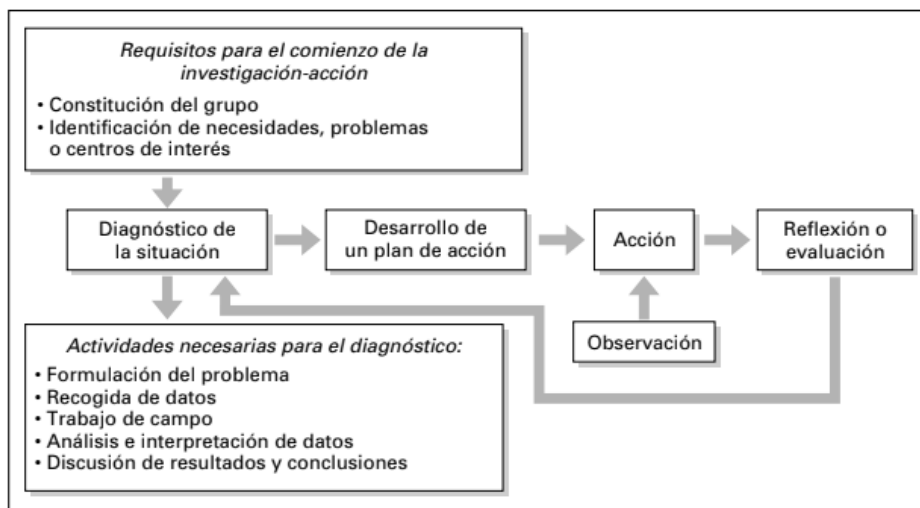 Requisitos para el comienzo de la
investigación-acción
• Constitución del grupo
• Identificación de necesidades, problemas
o centros de interés
Diagnóstico de
la situación
Desarrollo de
un plan de acción
Acción
Reflexión o
evaluación
Observación
Actividades necesarias para el diagnóstico:
• Formulación del problema
• Recogida de datos
• Trabajo de campo
• Análisis e interpretación de datos
• Discusión de resultados y conclusiones